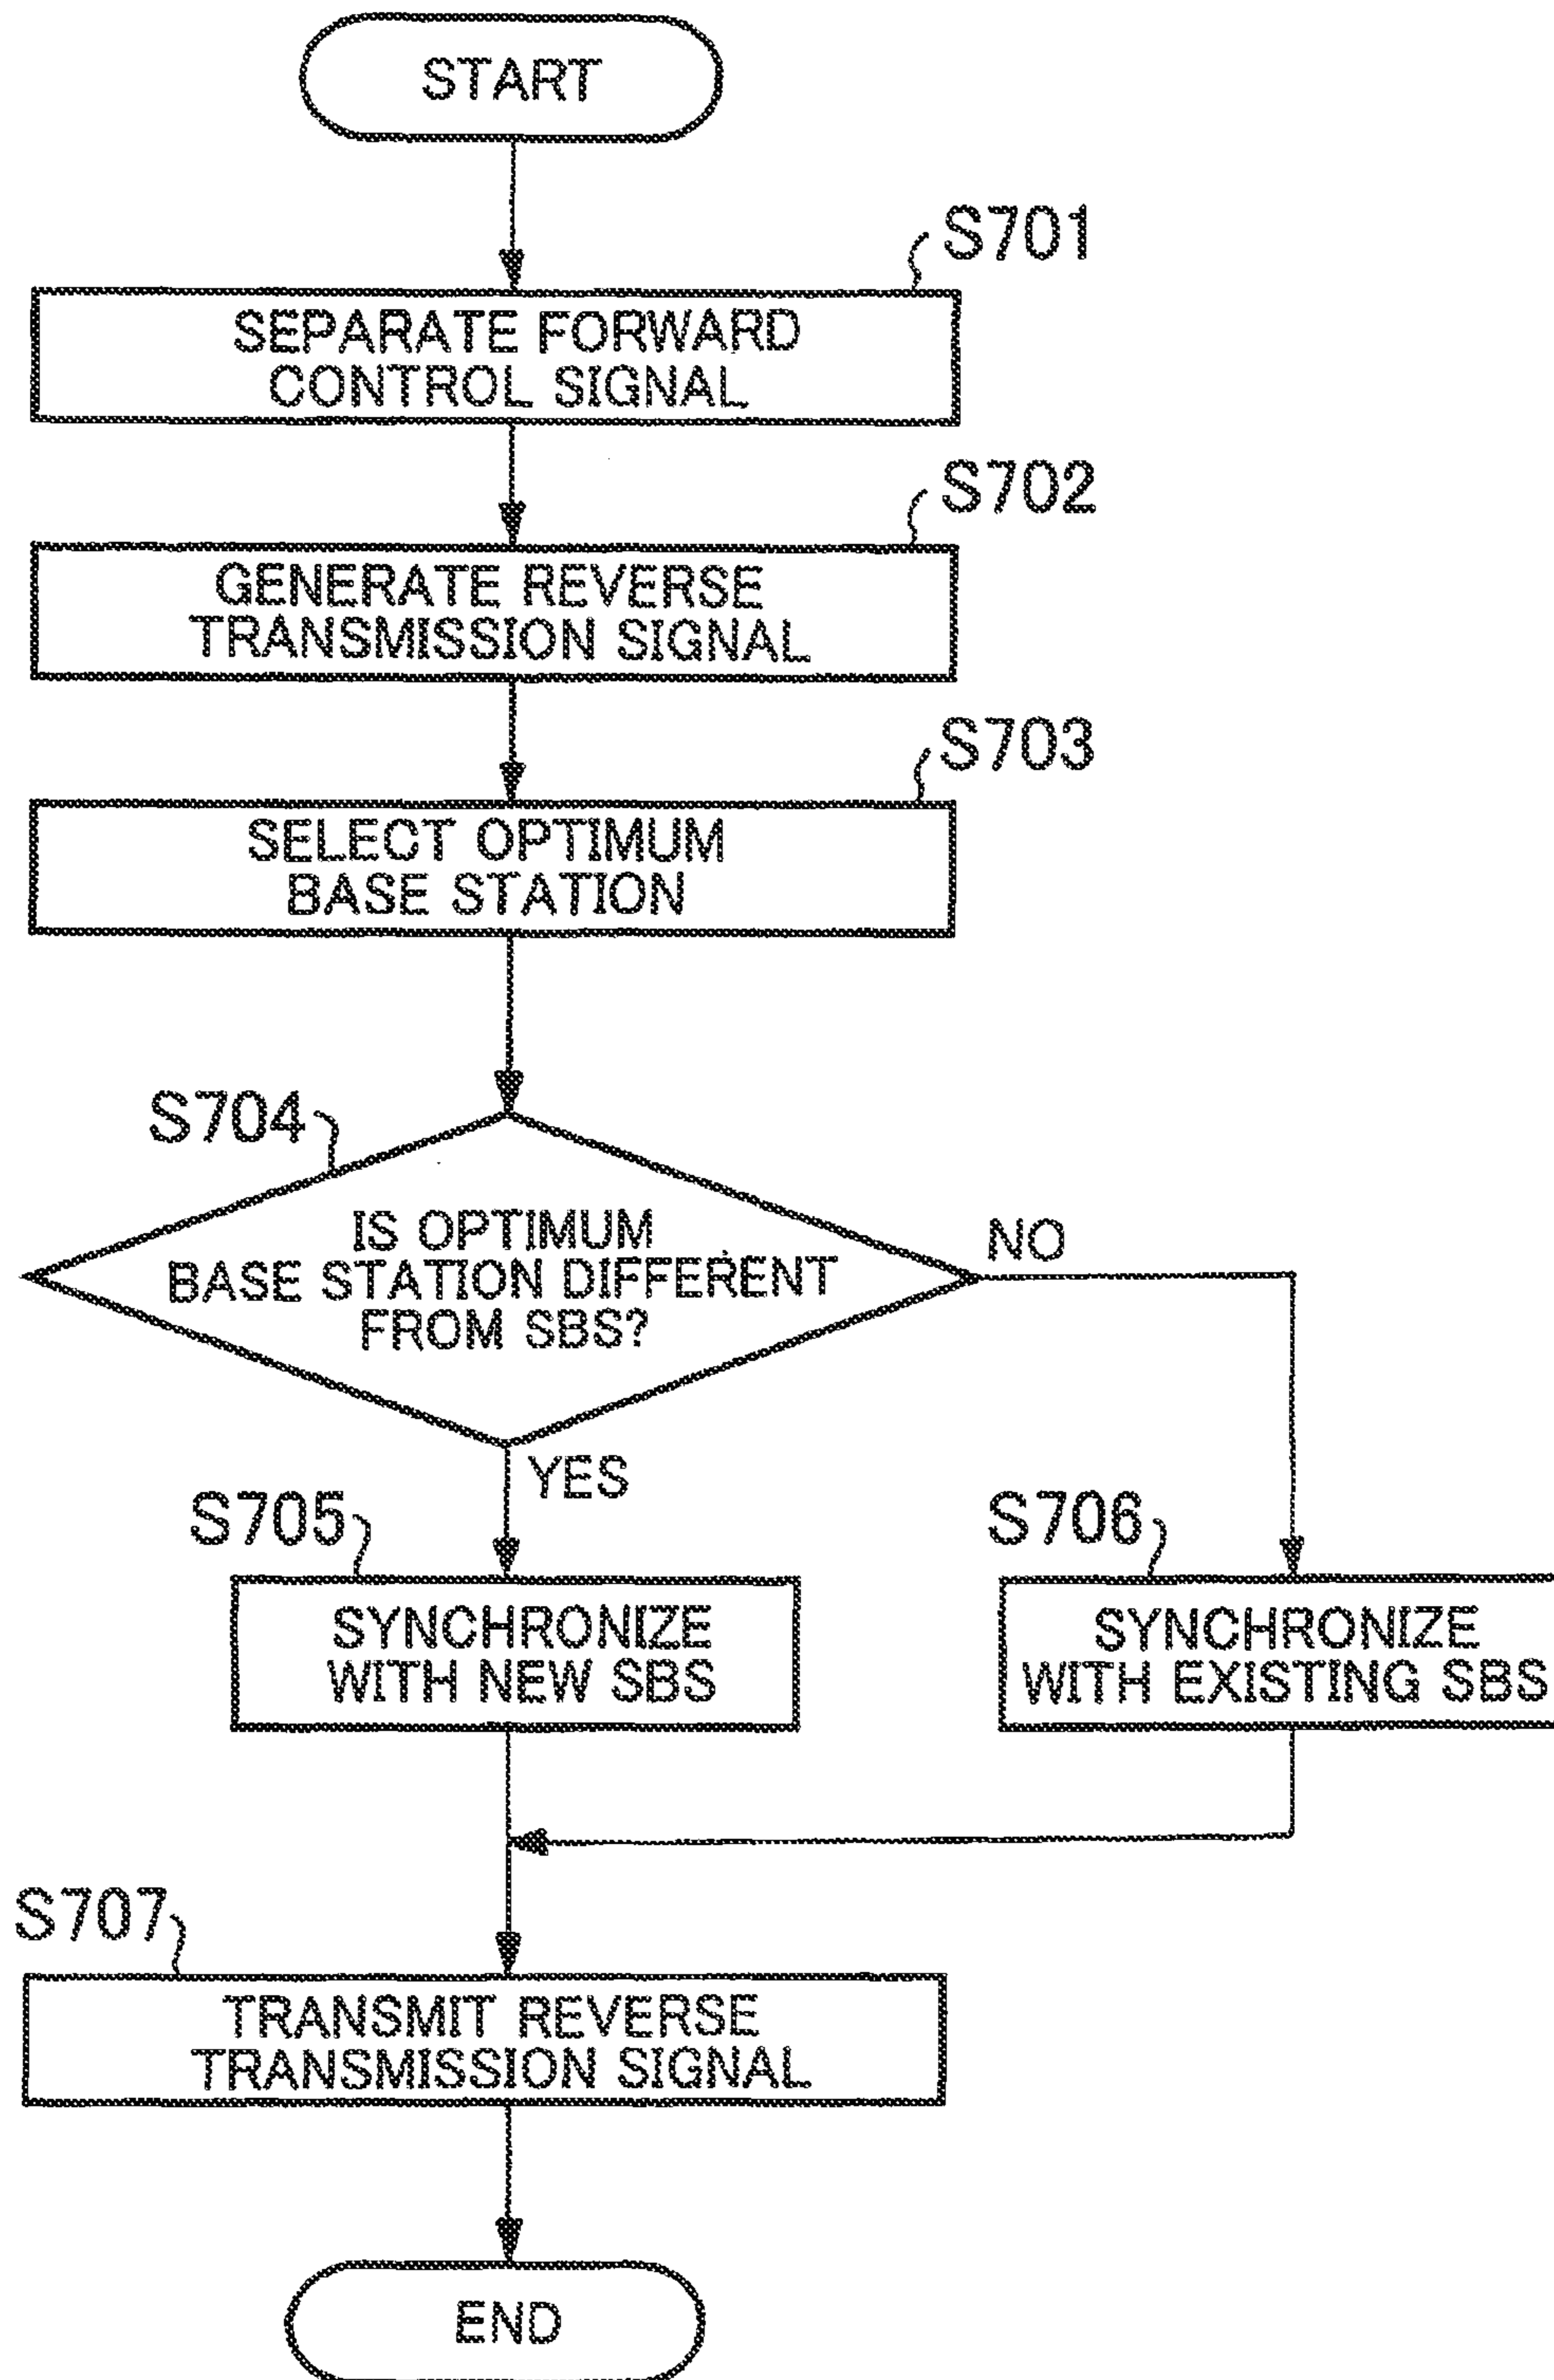 START
S701
SEPARATE FORWARD
CONTROL SIGNAL
S702
GENERATE REVERSE
TRANSMISSION SIGNAL
S703
SELECT OPTIMUM
BASE STATION
S704
IS OPTIMUM
BASE STATION DIFFERENT
FROM SBS?
NO
YES
S705
SYNCHRONIZE
WITH NEW SBS
S706
SYNCHRONIZE
WITH EXISTING SBS
S707
TRANSMIT REVERSE
TRANSMISSION SIGNAL
END